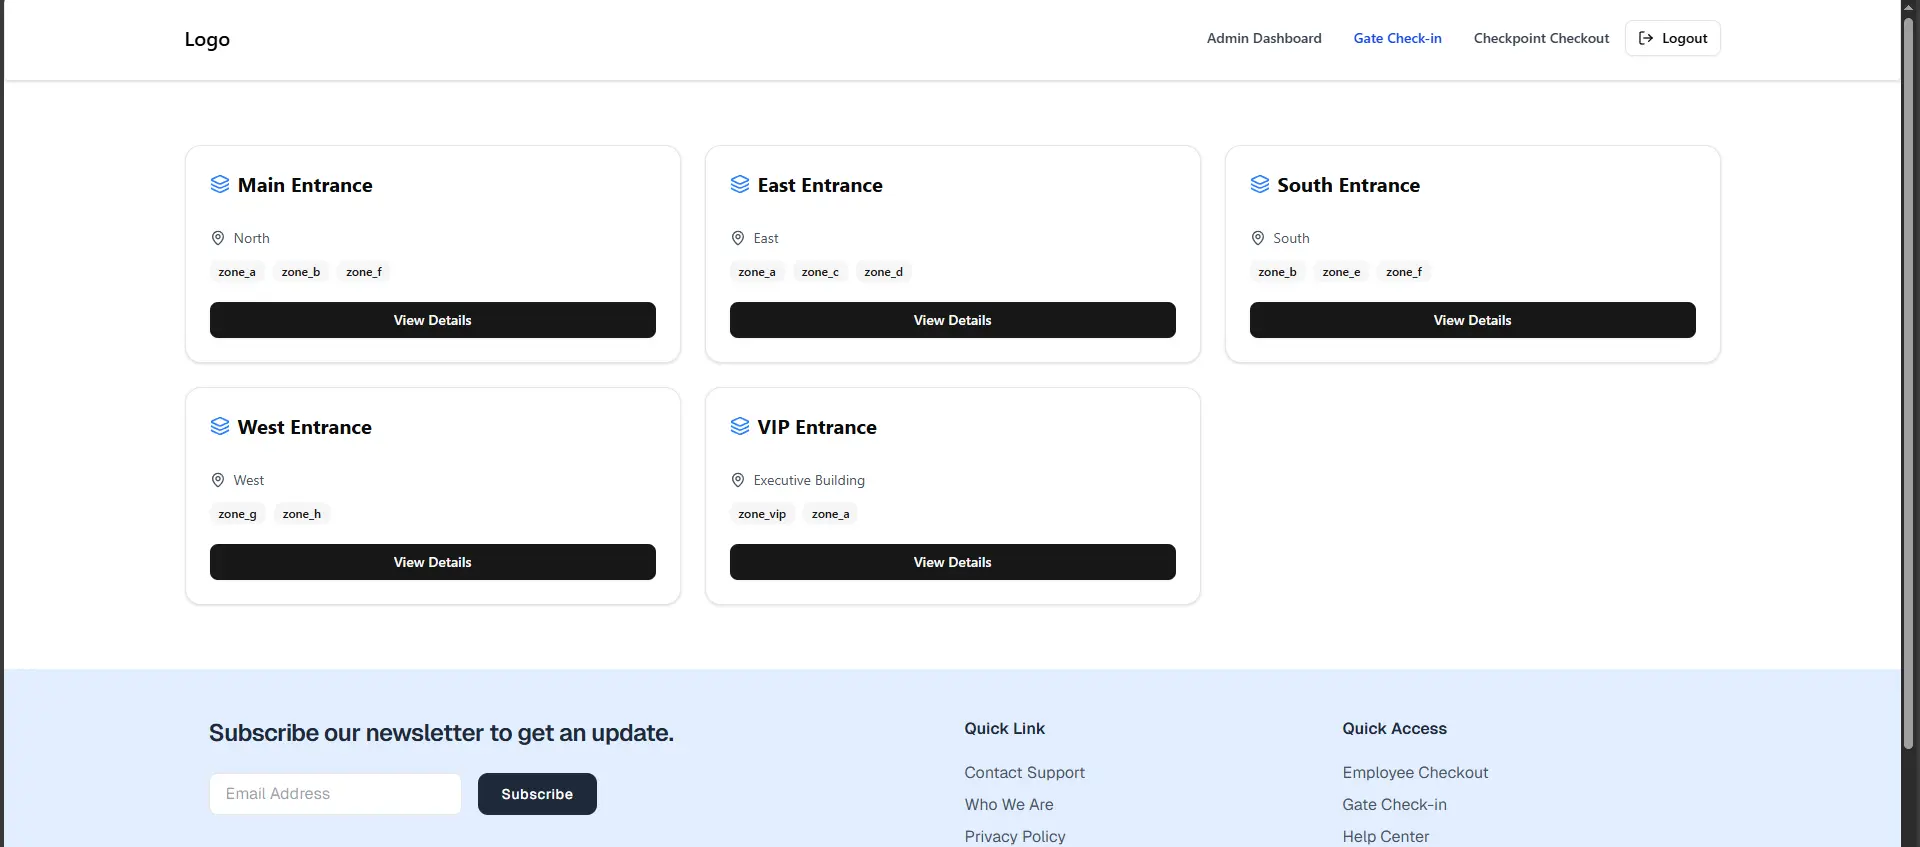 Logo
Admin Dashboard Gate Check-in Checkpoint Checkout Logout
Main Entrance
North
zone_a zone_b zone_f
View Details
East Entrance
East
zone_a zone_c zone_d
View Details
South Entrance
South
zone_b zone_e zone_f
View Details
West Entrance
West
zone_g zone_h
View Details
VIP Entrance
Executive Building
zone_vip zone_a
View Details
Subscribe our newsletter to get an update.
Email Address Subscribe
Quick Link
Contact Support
Who We Are
Privacy Policy
Quick Access
Employee Checkout
Gate Check-in
Help Center